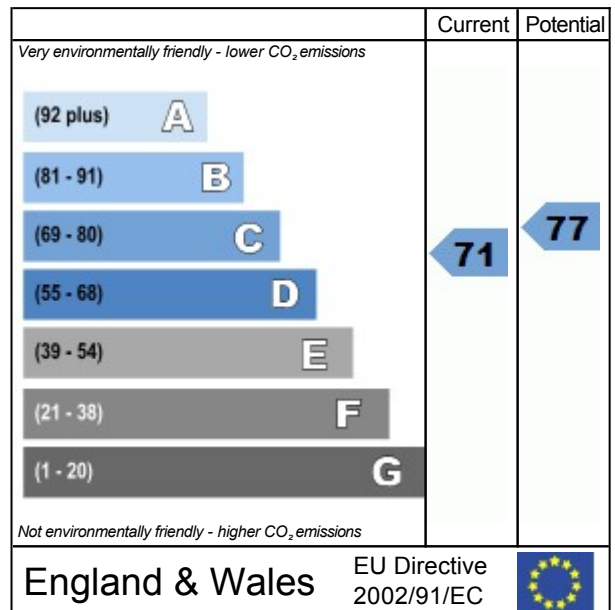 Current Potential
Very environmentally friendly - lower CO₂ emissions
(92 plus) A
(81 - 91) B
(69 - 80) C
(55 - 68) D
(39 - 54) E
(21 - 38) F
(1 - 20) G
71
77
Not environmentally friendly - higher CO₂ emissions
England & Wales
EU Directive
2002/91/EC